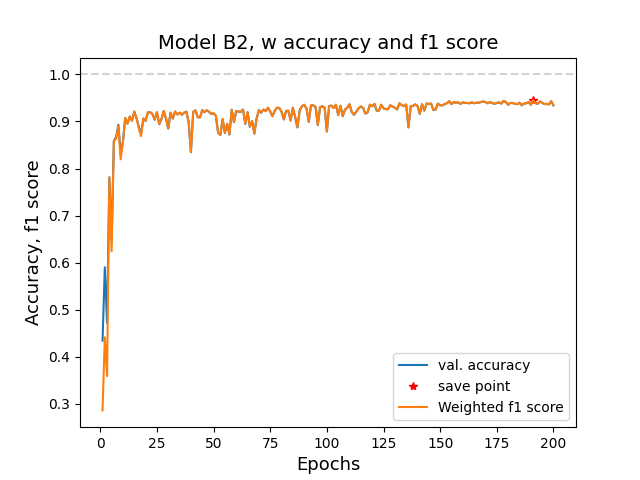 Model B2, w accuracy and f1 score
Accuracy, f1 score
1.0
0.9
0.8
0.7
0.6
0.5
0.4
0.3
0 25 50 75 100 125 150 175 200
Epochs
val. accuracy
save point
Weighted f1 score